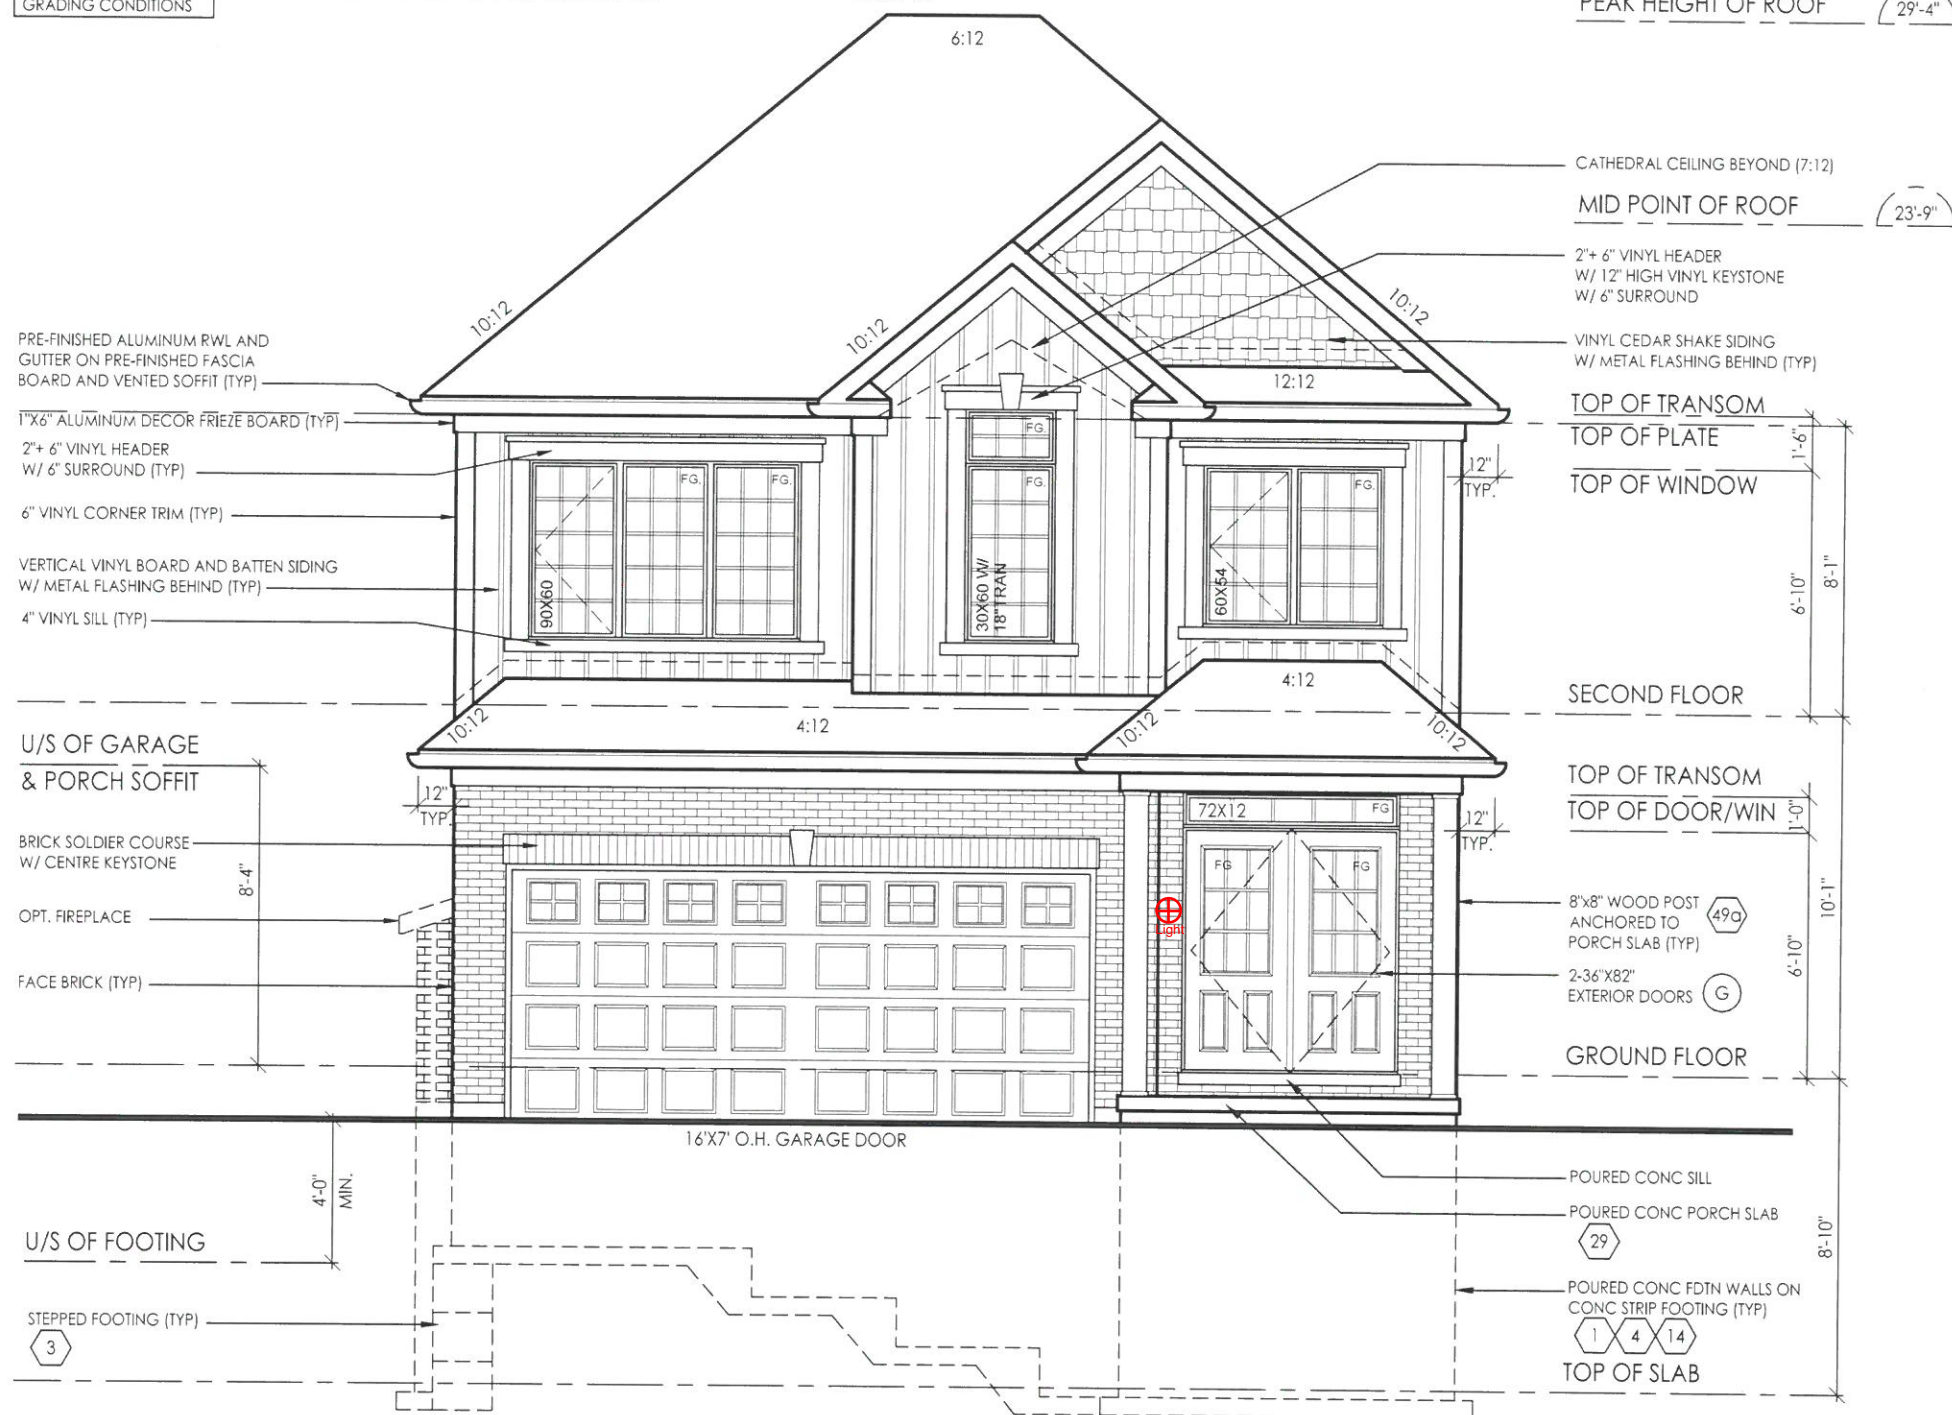 GRADING CONDITIONS
PEAK HEIGHT OF ROOF
29'-4"
6:12
CATHEDRAL CEILING BEYOND (7:12)
MID POINT OF ROOF
23'-9"
2"+ 6" VINYL HEADER
W/ 12" HIGH VINYL KEYSTONE
W/ 6" SURROUND
10:12
10:12
10:12
PRE-FINISHED ALUMINUM RWL AND
GUTTER ON PRE-FINISHED FASCIA
BOARD AND VENTED SOFFIT (TYP)
VINYL CEDAR SHAKE SIDING
W/ METAL FLASHING BEHIND (TYP)
12:12
TOP OF TRANSOM
1"X6" ALUMINUM DECOR FRIEZE BOARD (TYP)
TOP OF PLATE
1'-6"
2"+ 6" VINYL HEADER
W/ 6" SURROUND (TYP)
FG.
FG.
FG.
FG.
FG.
12"
TYP.
TOP OF WINDOW
6" VINYL CORNER TRIM (TYP)
VERTICAL VINYL BOARD AND BATTEN SIDING
W/ METAL FLASHING BEHIND (TYP)
90X60
30X60 W/
18"TRAN
60X54
6'-10"
8'-1"
4" VINYL SILL (TYP)
4:12
SECOND FLOOR
10:12
4:12
10:12
10:12
U/S OF GARAGE
& PORCH SOFFIT
TOP OF TRANSOM
12"
TYP.
72X12
FG
TOP OF DOOR/WIN
1'-0"
12"
TYP.
BRICK SOLDIER COURSE
W/ CENTRE KEYSTONE
8'-4"
FG
FG
8"x8" WOOD POST
ANCHORED TO
PORCH SLAB (TYP)
49a
10'-1"
OPT. FIREPLACE
Light
6'-10"
FACE BRICK (TYP)
2-36"X82"
EXTERIOR DOORS
G
GROUND FLOOR
16'X7' O.H. GARAGE DOOR
4'-0"
MIN.
POURED CONC SILL
POURED CONC PORCH SLAB
29
U/S OF FOOTING
8'-10"
POURED CONC FDTN WALLS ON
CONC STRIP FOOTING (TYP)
1
4
14
STEPPED FOOTING (TYP)
3
TOP OF SLAB